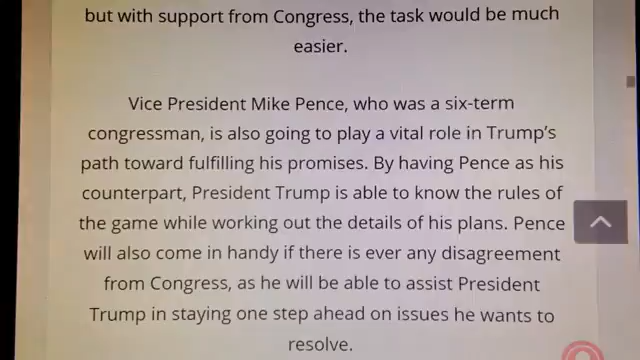 but with support from Congress, the task would be much
easier.
Vice President Mike Pence, who was a six-term
congressman, is also going to play a vital role in Trump's
path toward fulfilling his promises. By having Pence as his
counterpart, President Trump is able to know the rules of
the game while working out the details of his plans. Pence
will also come in handy if there is ever any disagreement
from Congress, as he will be able to assist President
Trump in staying one step ahead on issues he wants to
resolve.